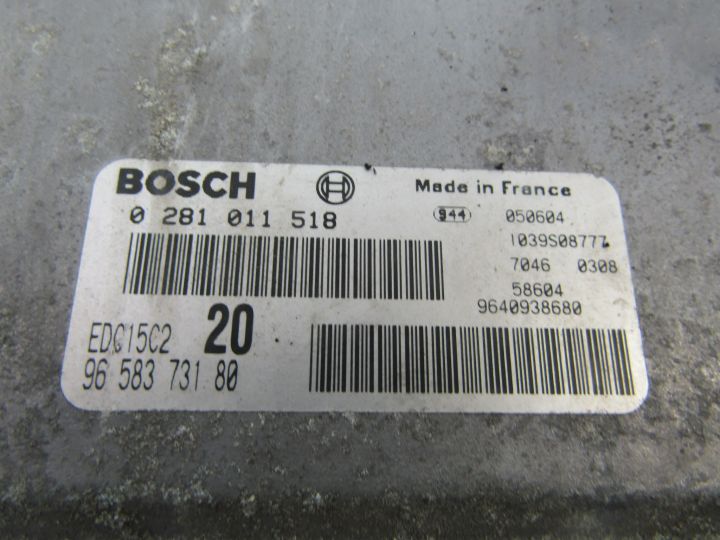 BOSCH Made in France
0 281 011 518 944 050604
1039S08777
7046 0308
58604
9640938680
EDC15C2 20
96 583 731 80